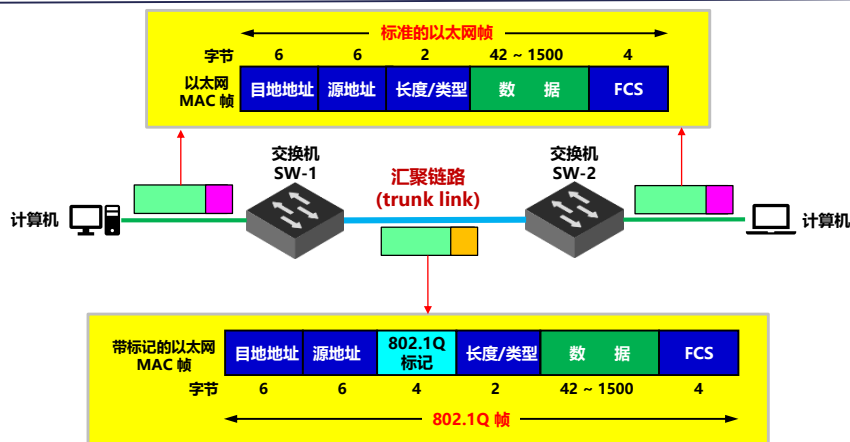 标准的以太网帧
字节 6 6 2 42 ~ 1500 4
以太网
MAC 帧
目地地址 源地址 长度/类型 数 据 FCS
交换机
SW-1
汇聚链路
(trunk link)
交换机
SW-2
计算机
计算机
带标记的以太网
MAC 帧
目地地址 源地址 802.1Q
标记 长度/类型 数 据 FCS
字节 6 6 4 2 42 ~ 1500 4
802.1Q 帧